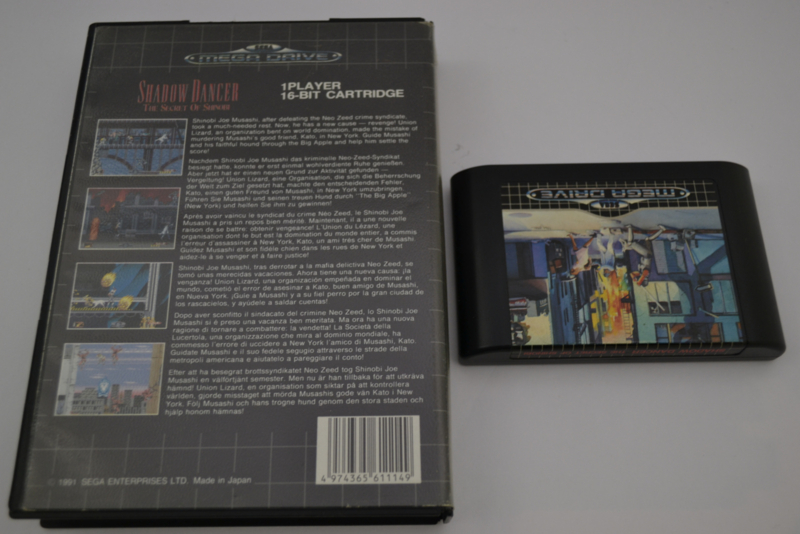 SEGA
MEGA DRIVE
SHADOW DANCER
THE SECRET OF SHINOBI
1PLAYER
16-BIT CARTRIDGE
Shinobi Joe Musashi, after defeating the Neo Zeed crime syndicate,
took a much-needed rest. Now, he has a new cause — revenge! Union
Lizard, an organization bent on world domination, made the mistake of
murdering Musashi's good friend, Kato, in New York. Guide Musashi
and his faithful hound through the Big Apple and help him settle the
score!
Nachdem Shinobi Joe Musashi das kriminelle Neo-Zeed-Syndikat
besiegt hatte, konnte er erst einmal wohlverdiente Ruhe genießen.
Aber jetzt hat er einen neuen Grund zur Aktivität gefunden —
Vergeltung! Union Lizard, eine Organisation, die sich die Beherrschung
der Welt zum Ziel gesetzt hat, machte den entscheidenden Fehler,
Kato, einen guten Freund von Musashi, in New York umzubringen.
Führen Sie Musashi und seinen treuen Hund durch "The Big Apple"
(New York) und helfen Sie ihm zu gewinnen!
Après avoir vaincu le syndicat du crime Neo Zeed, le Shinobi Joe
Musashi a pris un repos bien mérité. Maintenant, il a une nouvelle
raison de se battre: obtenir vengeance! L'Union du Lézard, une
organisation dont le but est la domination du monde entier, a commis
l'erreur d'assassiner à New York, Kato, un ami très cher de Musashi.
Guidez Musashi et son fidèle chien dans les rues de New York et
aidez-le à se venger et à faire justice!
Shinobi Joe Musashi, tras derrotar a la mafia delictiva Neo Zeed, se
tomó unas merecidas vacaciones. Ahora tiene una nueva causa: ¡la
venganza! Union Lizard, una organización empeñada en dominar el
mundo, cometió el error de asesinar a Kato, buen amigo de Musashi,
en Nueva York. ¡Guíe a Musashi y a su fiel perro por la gran ciudad de
los rascacielos, y ayúdele a saldar cuentas!
Dopo aver sconfitto il sindacato del crimine Neo Zeed, lo Shinobi Joe
Musashi si è preso una vacanza ben meritata. Ma ora ha una nuova
ragione di tornare a combattere: la vendetta! La Società della
Lucertola, una organizzazione che mira al dominio mondiale, ha
commesso l'errore di uccidere a New York l'amico di Musashi, Kato.
Guidate Musashi e il suo fedele segugio attraverso le strade della
metropoli americana e aiutatelo a pareggiare il conto!
Efter att ha besegrat brottssyndikatet Neo Zeed tog Shinobi Joe
Musashi en välförtjänt semester. Men nu är han tillbaka för att utkräva
hämnd! Union Lizard, en organisation som siktar på att kontrollera
världen, gjorde misstaget att mörda Musashis gode vän Kato i New
York. Följ Musashi och hans trogne hund genom den stora staden och
hjälp honom hämnas!
© 1991 SEGA ENTERPRISES LTD. Made in Japan
4 974365 611149
MEGA DRIVE